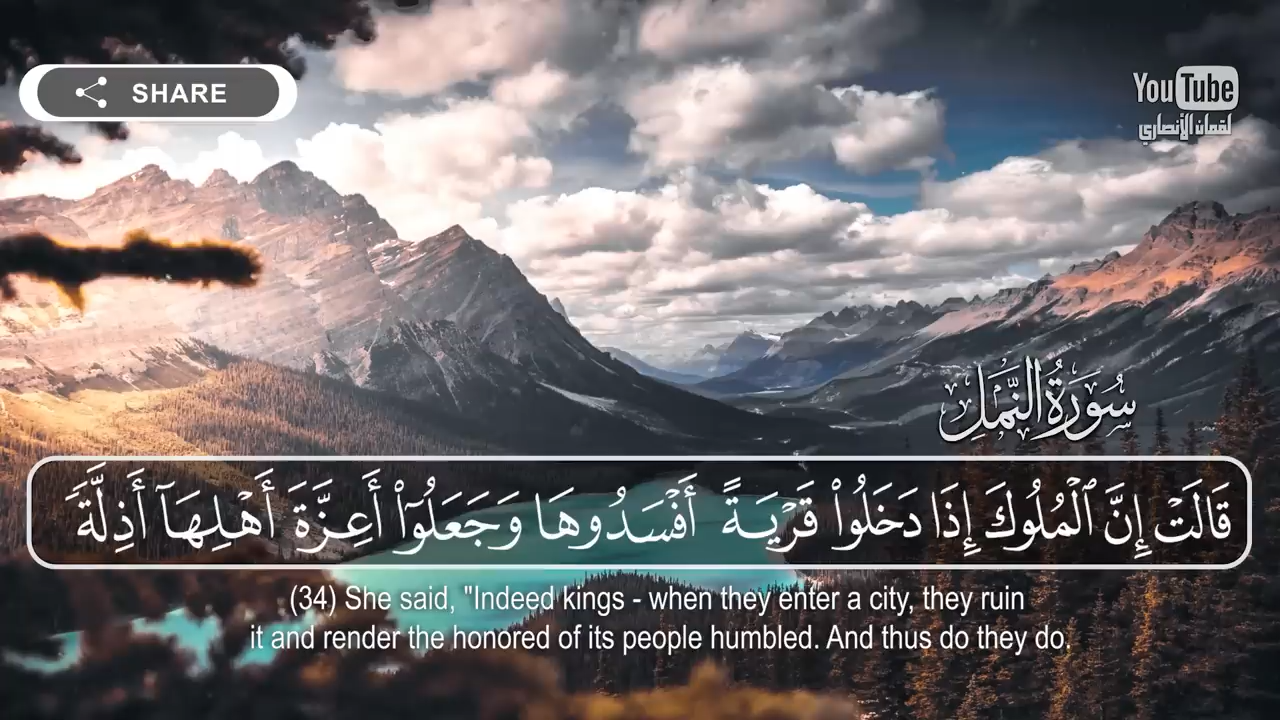 SHARE
YouTube
لقمان الأنصاري
سُورَةُ النَّمْلِ
قَالَتْ إِنَّ ٱلْمُلُوكَ إِذَا دَخَلُوا۟ قَرْيَةً أَفْسَدُوهَا وَجَعَلُوٓا۟ أَعِزَّةَ أَهْلِهَآ أَذِلَّةً ۖ
(34) She said, "Indeed kings - when they enter a city, they ruin
it and render the honored of its people humbled. And thus do they do.